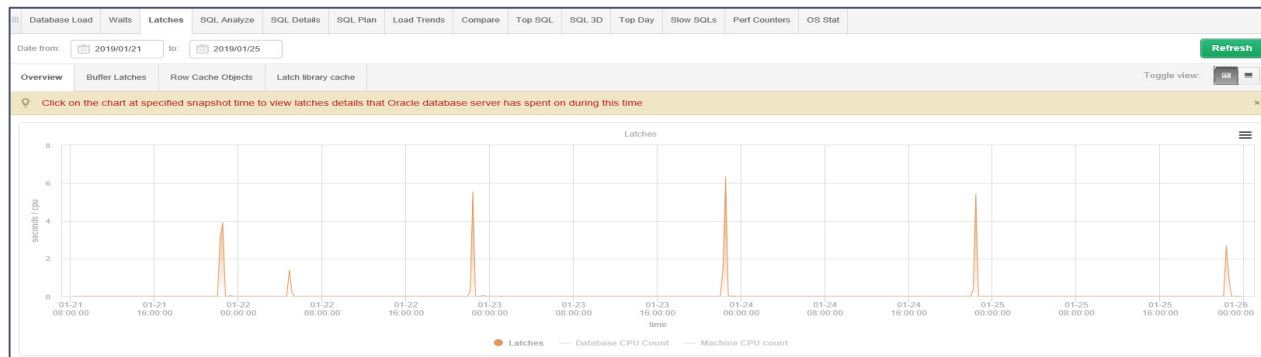 Database Load Waits Latches SQL Analyze SQL Details SQL Plan Load Trends Compare Top SQL SQL 3D Top Day Slow SQLs Perf Counters OS Stat
Date from: 2019/01/21 to: 2019/01/25 Refresh
Overview Buffer Latches Row Cache Objects Latch library cache Toggle view:
Click on the chart at specified snapshot time to view latches details that Oracle database server has spent on during this time
Latches
8
6
4
2
0
seconds / cpu
01-21 01-21 01-22 01-22 01-22 01-23 01-23 01-23 01-24 01-24 01-24 01-25 01-25 01-25 01-26
08:00:00 16:00:00 00:00:00 08:00:00 16:00:00 00:00:00 08:00:00 16:00:00 00:00:00 08:00:00 16:00:00 00:00:00 08:00:00 16:00:00 00:00:00
time
Latches Database CPU Count Machine CPU count